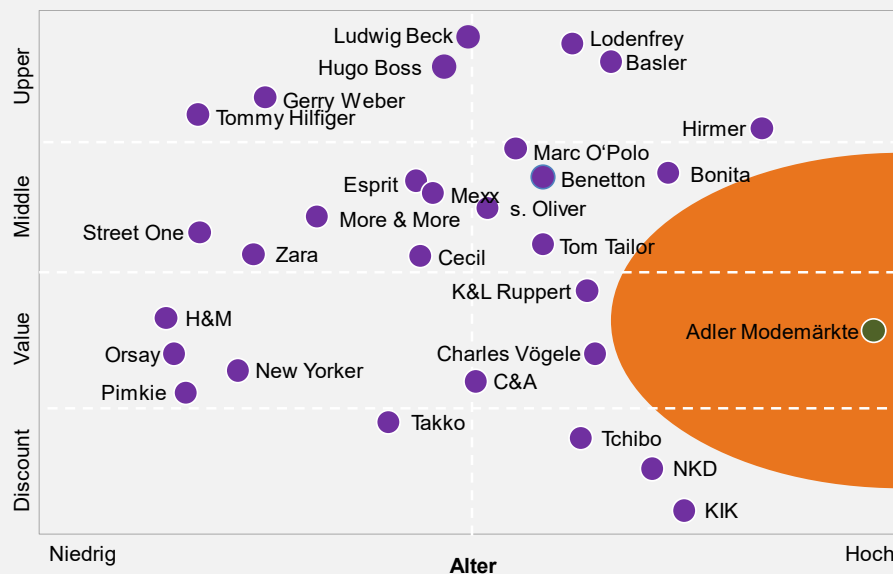 Upper
Middle
Value
Discount
Ludwig Beck
Lodenfrey
Hugo Boss
Basler
Gerry Weber
Tommy Hilfiger
Hirmer
Marc O'Polo
Bonita
Esprit
Benetton
Mexx
s. Oliver
More & More
Street One
Tom Tailor
Zara
Cecil
K&L Ruppert
H&M
Adler Modemärkte
Orsay
Charles Vögele
New Yorker
C&A
Pimkie
Takko
Tchibo
NKD
KIK
Niedrig
Alter
Hoch